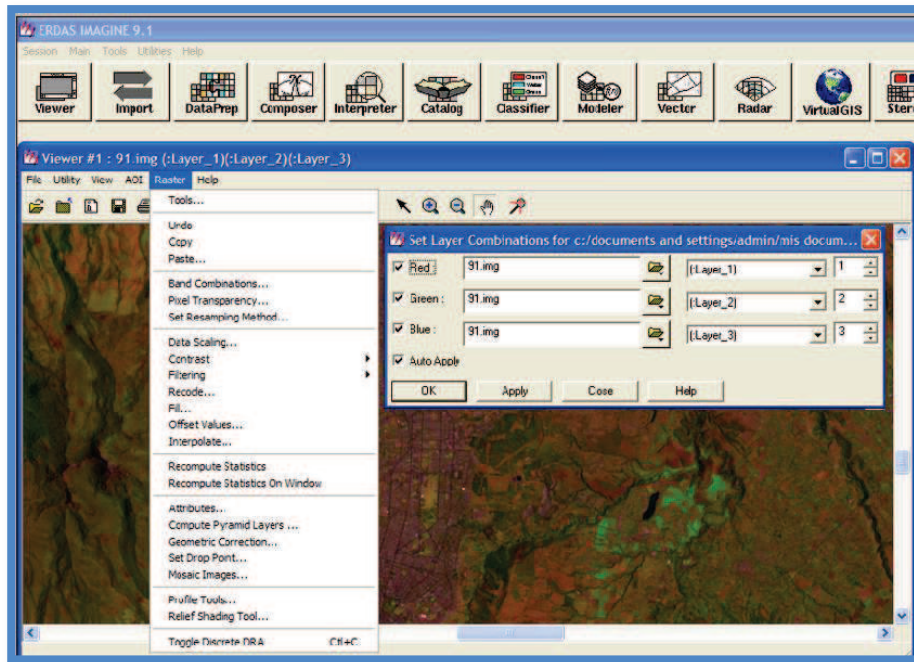 ERDAS IMAGINE 9.1
Session Main Tools Utilities Help
Viewer Import DataPrep Composer Interpreter Catalog Classifier Modeler Vector Radar VirtualGIS
Viewer #1 : 91.img (:Layer_1)(:Layer_2)(:Layer_3)
File Utility View AOI Raster Help
Tools...
Undo
Copy
Paste...
Band Combinations...
Pixel Transparency...
Set Resampling Method...
Data Scaling...
Contrast
Filtering
Recode...
Fill...
Offset Values...
Interpolate...
Recompute Statistics
Recompute Statistics On Window
Attributes...
Compute Pyramid Layers ...
Geometric Correction...
Set Drop Point...
Mosaic Images...
Profile Tools...
Relief Shading Tool...
Toggle Discrete DRA Ctl+C
Set Layer Combinations for c:/documents and settings/admin/mis docum...
Red : 91.img (:Layer_1) 1
Green : 91.img (:Layer_2) 2
Blue : 91.img (:Layer_3) 3
Auto Apply
OK Apply Close Help